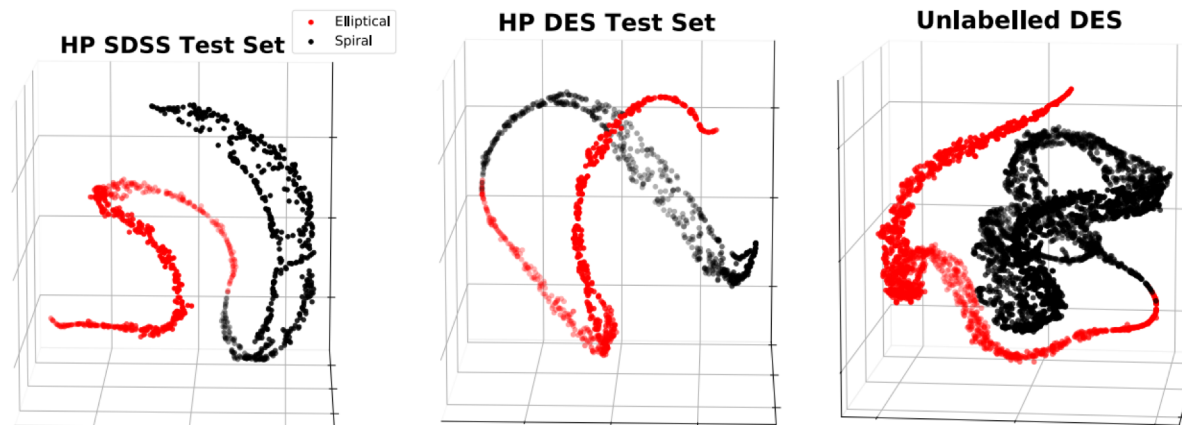 HP SDSS Test Set
Elliptical
Spiral
HP DES Test Set
Unlabelled DES